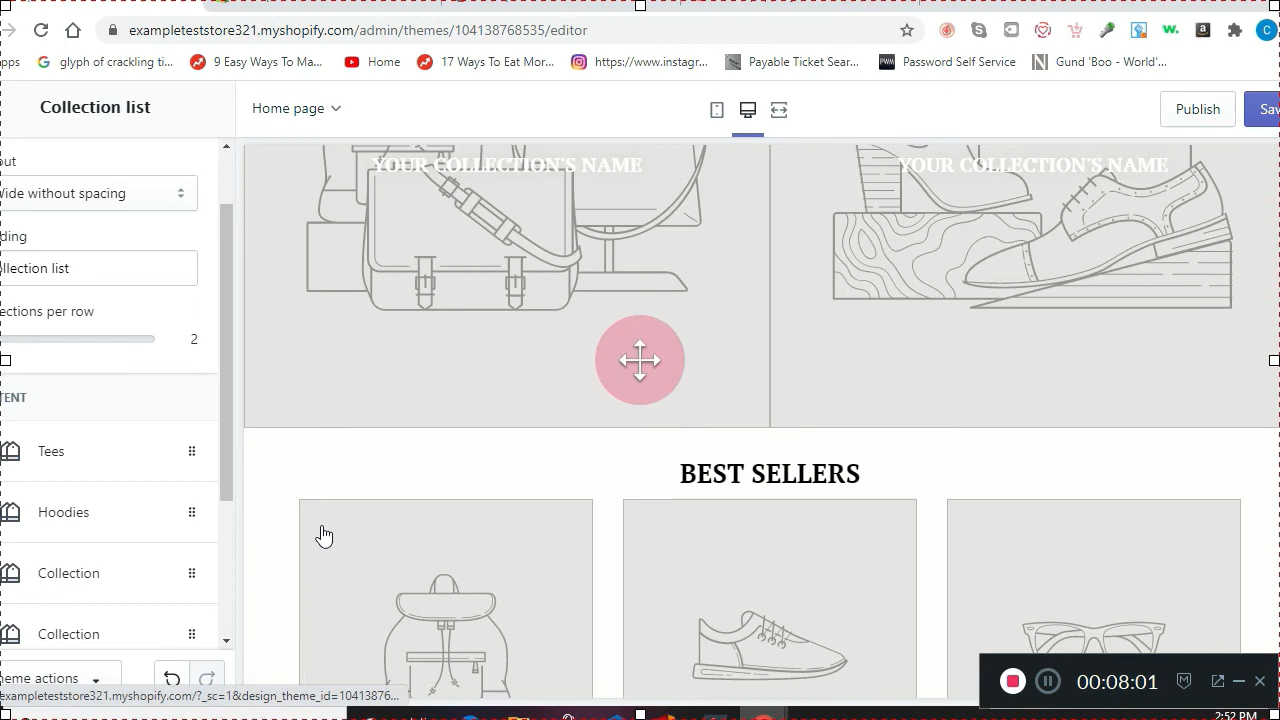 exampleteststore321.myshopify.com/admin/themes/104138768535/editor
apps
glyph of crackling ti...
9 Easy Ways To Ma...
Home
17 Ways To Eat Mor...
https://www.instagr...
Payable Ticket Sear...
Password Self Service
Gund 'Boo - World'...
C
Collection list
Home page
Publish
Sav
out
Wide without spacing
ding
ollection list
ections per row
2
TENT
Tees
Hoodies
Collection
Collection
heme actions
YOUR COLLECTION'S NAME
YOUR COLLECTION'S NAME
BEST SELLERS
exampleteststore321.myshopify.com/?_sc=1&design_theme_id=10413876...
00:08:01
2:52 PM